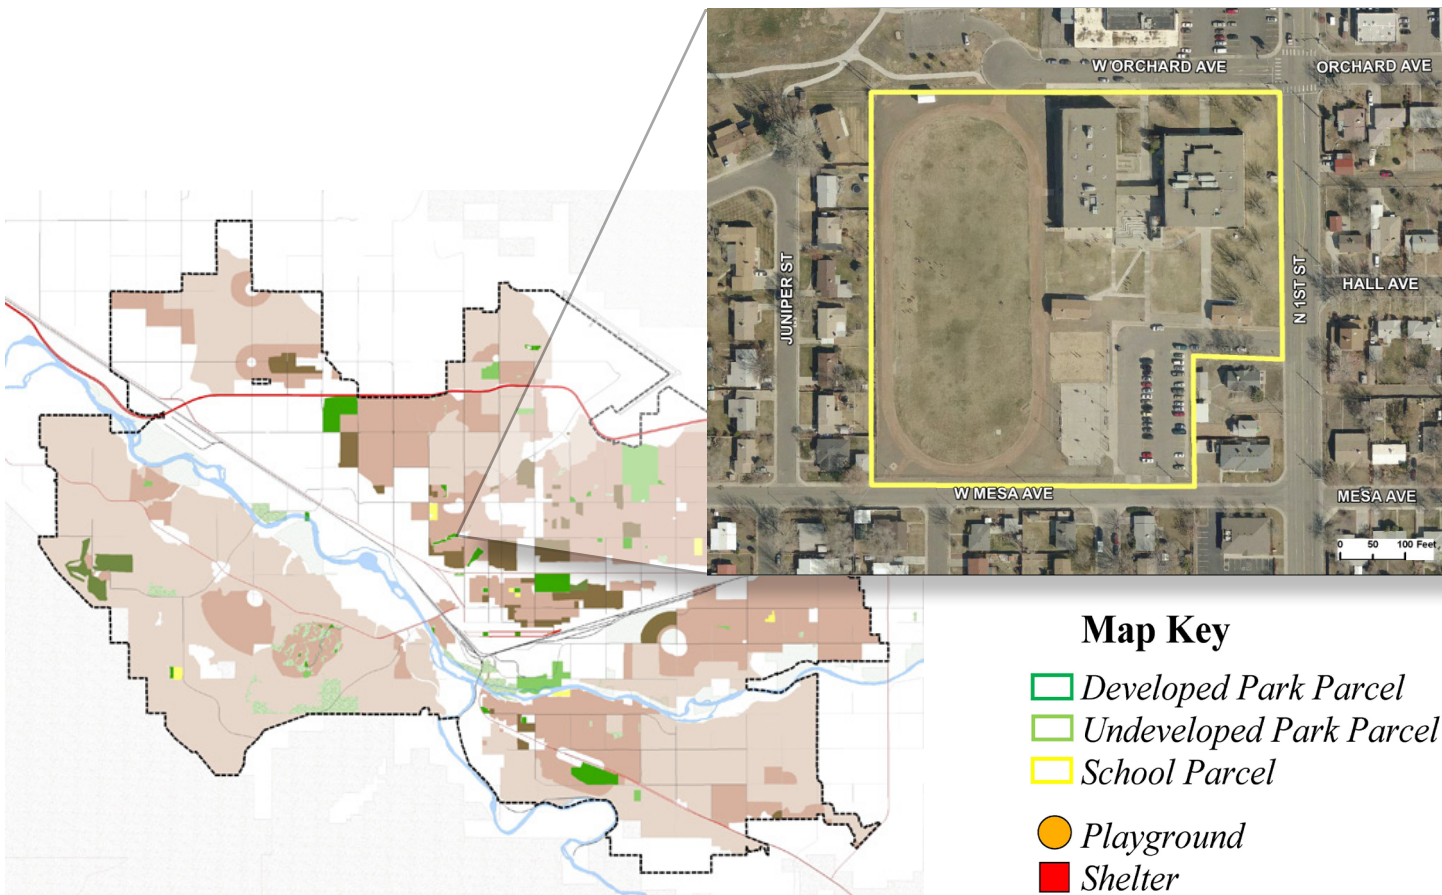 W ORCHARD AVE
ORCHARD AVE
JUNIPER ST
N 1ST ST
HALL AVE
W MESA AVE
MESA AVE
0 50 100 Feet
Map Key
Developed Park Parcel
Undeveloped Park Parcel
School Parcel
Playground
Shelter